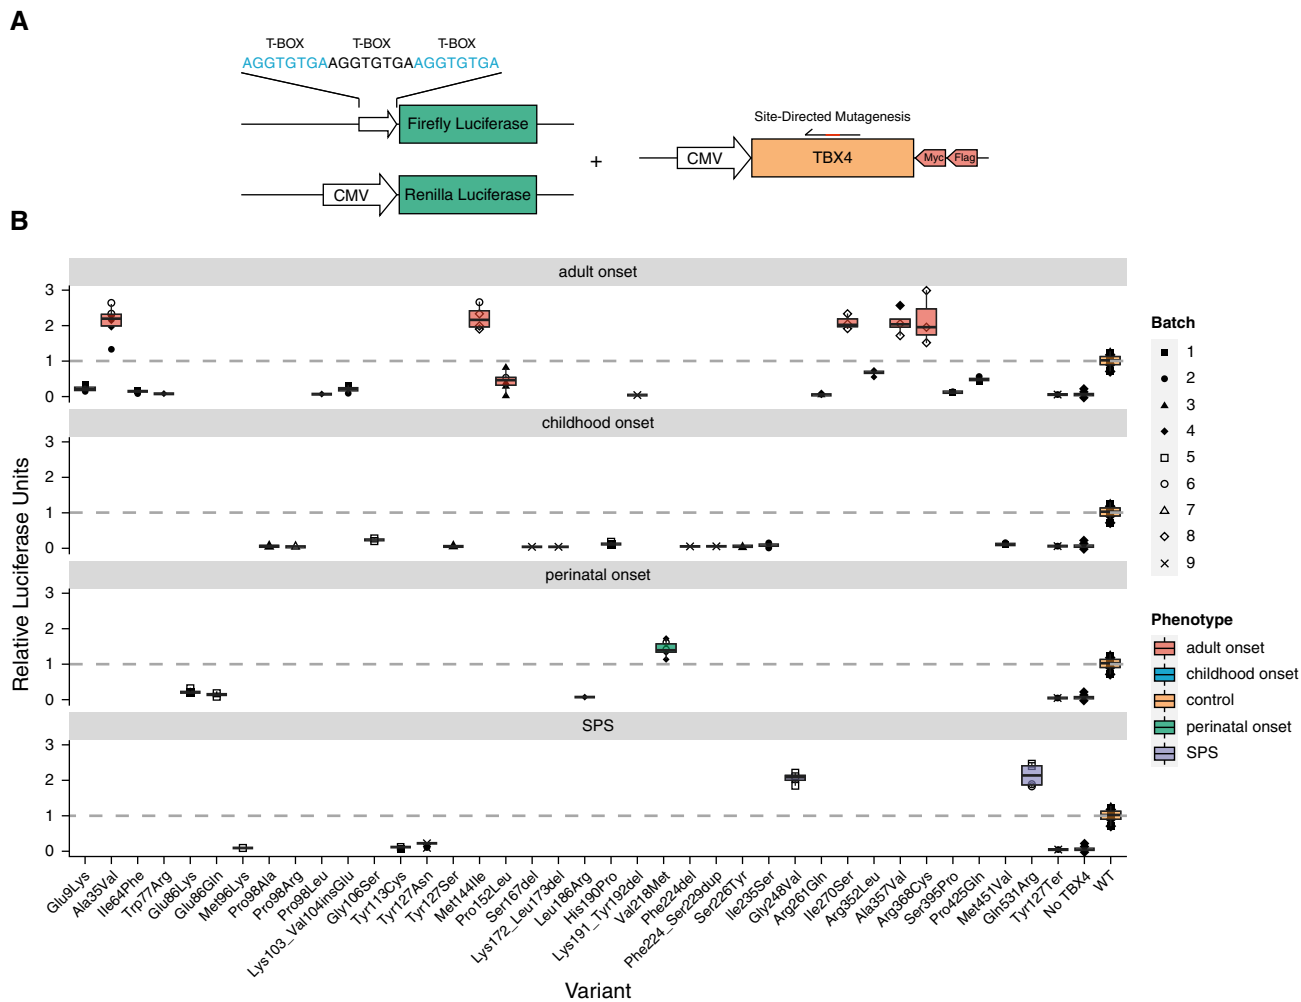 A
T-BOX T-BOX T-BOX
AGGTGTGAAGGTGTGAAGGTGTGA
Firefly Luciferase
CMV Renilla Luciferase
+
Site-Directed Mutagenesis
CMV TBX4 Myc Flag
B
Relative Luciferase Units
adult onset
3
2
1
0
childhood onset
3
2
1
0
perinatal onset
3
2
1
0
SPS
3
2
1
0
Glu9Lys
Ala35Val
Ile64Phe
Trp77Arg
Glu86Lys
Glu86Gln
Met96Lys
Pro98Ala
Pro98Arg
Pro98Leu
Lys103_Val104insGlu
Gly106Ser
Tyr113Cys
Tyr127Asn
Tyr127Ser
Met144Ile
Pro152Leu
Ser167del
Lys172_Leu173del
Leu186Arg
His190Pro
Lys191_Tyr192del
Val218Met
Phe224del
Phe224_Ser229dup
Ser226Tyr
Ile235Ser
Gly248Val
Arg261Gln
Ile270Ser
Arg352Leu
Ala357Val
Arg368Cys
Ser395Pro
Pro425Gln
Met451Val
Gln531Arg
Tyr127Ter
No TBX4
WT
Variant
Batch
1
2
3
4
5
6
7
8
9
Phenotype
adult onset
childhood onset
control
perinatal onset
SPS